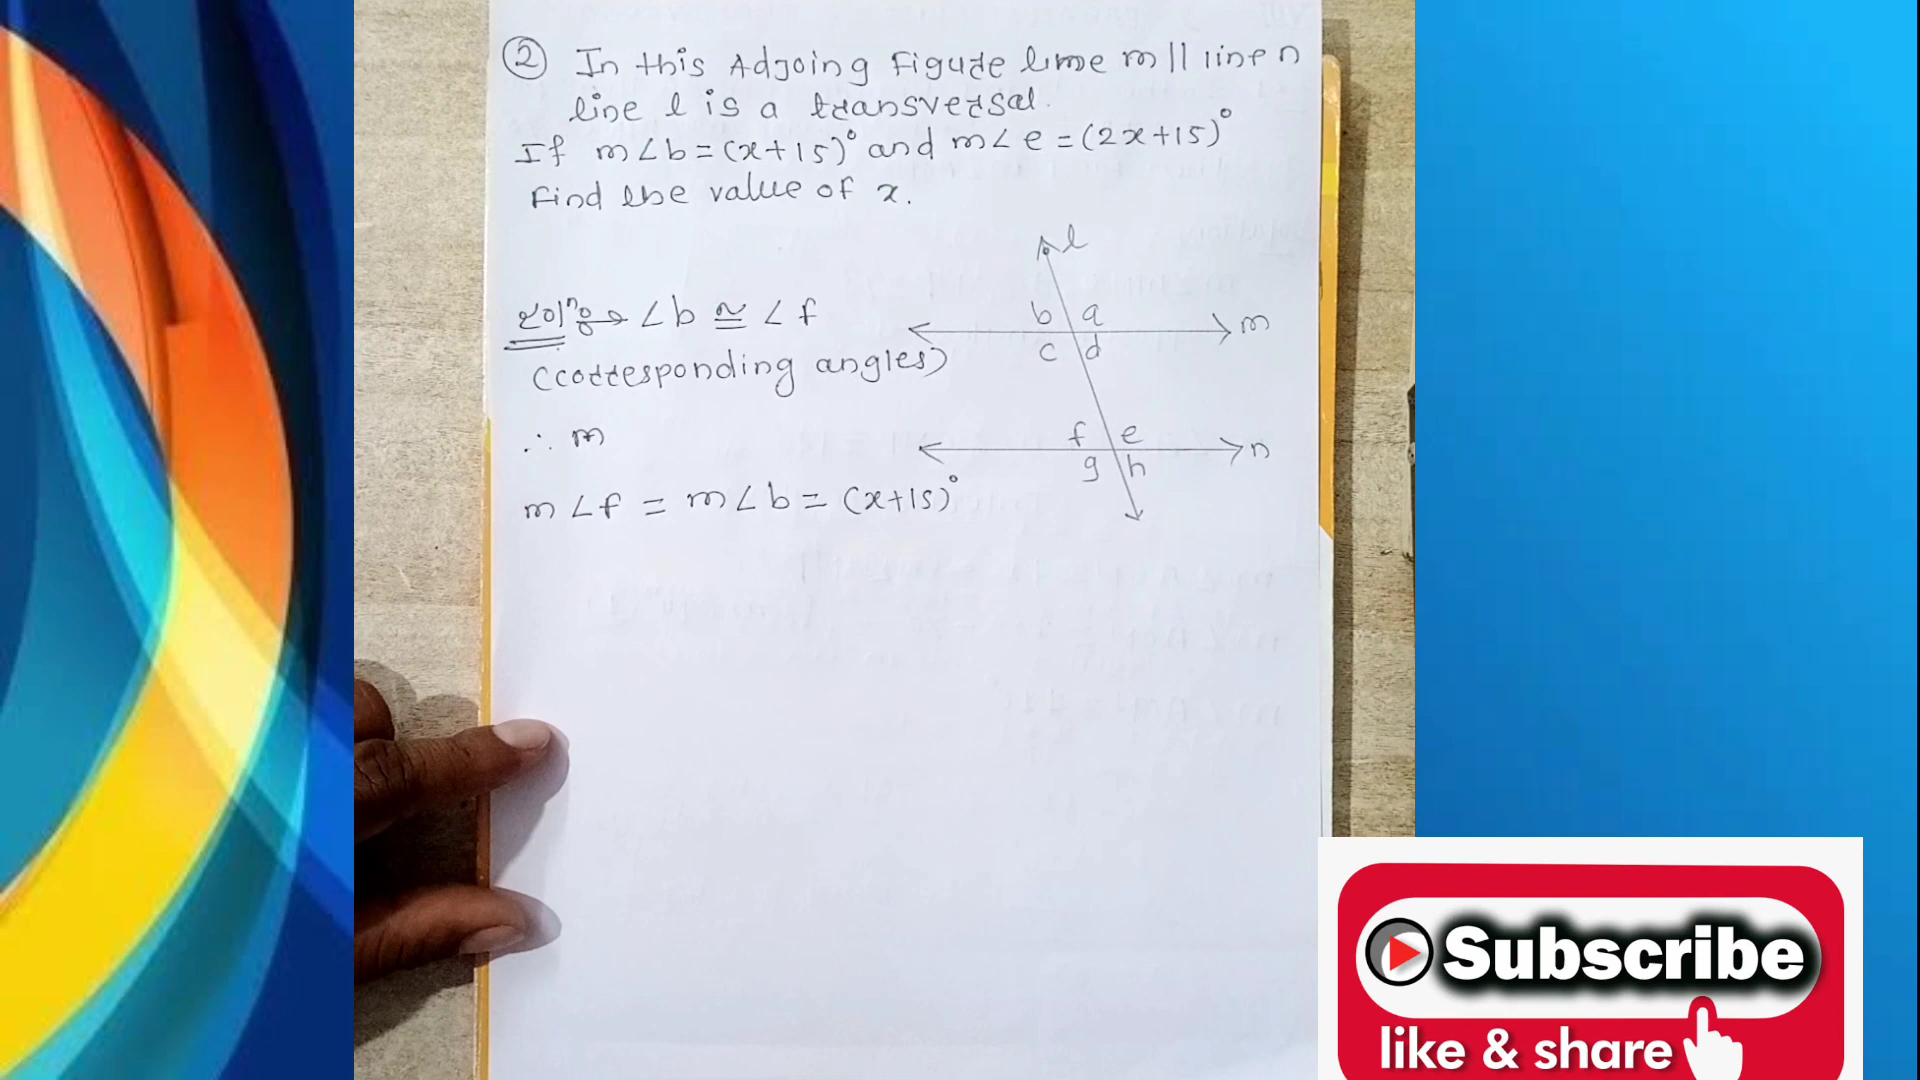 2 In this Adjoing Figure line m || line n
line l is a transversal.
If m∠b = (x+15)° and m∠e = (2x+15)°
Find the value of x.
l
b a
m
c d
Solⁿ:→ ∠b ≅ ∠f
(corresponding angles)
∴ m
f e
n
g h
m∠f = m∠b = (x+15)°
Subscribe
like & share